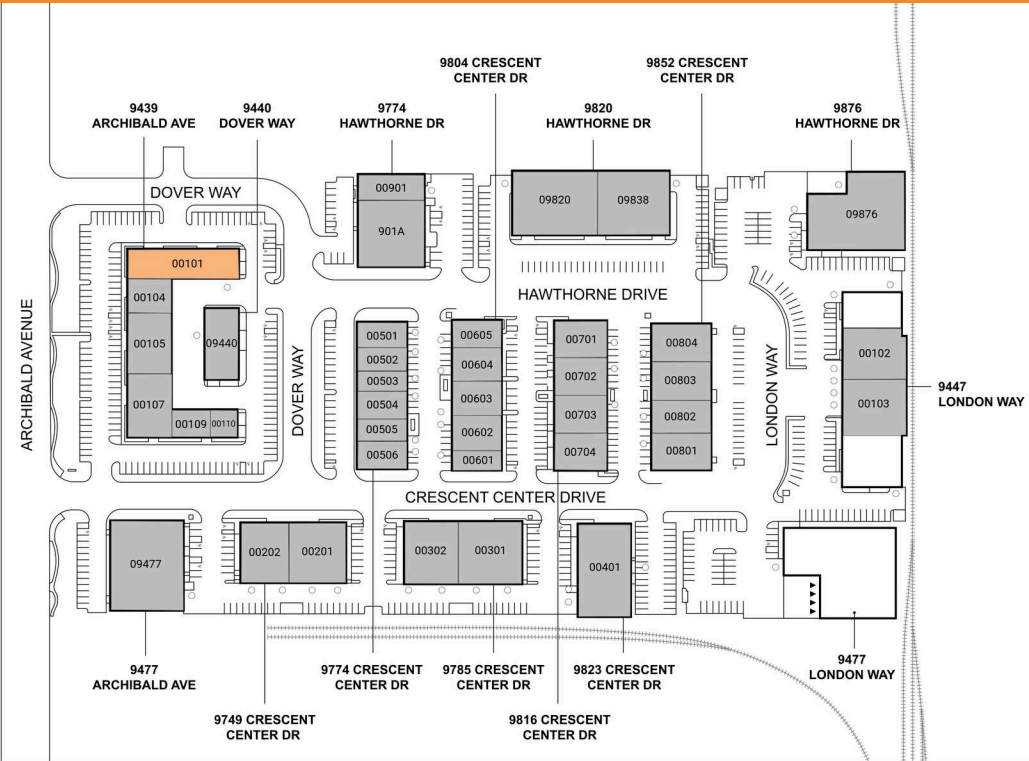 9804 CRESCENT
CENTER DR
9852 CRESCENT
CENTER DR
9439
ARCHIBALD AVE
9440
DOVER WAY
9774
HAWTHORNE DR
9820
HAWTHORNE DR
9876
HAWTHORNE DR
DOVER WAY
00901
901A
09820
09838
09876
00101
00104
00105
00107
00109
00110
09440
HAWTHORNE DRIVE
ARCHIBALD AVENUE
DOVER WAY
00501
00502
00503
00504
00505
00506
00605
00604
00603
00602
00601
00701
00702
00703
00704
00804
00803
00802
00801
LONDON WAY
00102
00103
9447
LONDON WAY
CRESCENT CENTER DRIVE
09477
00202
00201
00302
00301
00401
9477
ARCHIBALD AVE
9774 CRESCENT
CENTER DR
9785 CRESCENT
CENTER DR
9823 CRESCENT
CENTER DR
9477
LONDON WAY
9749 CRESCENT
CENTER DR
9816 CRESCENT
CENTER DR